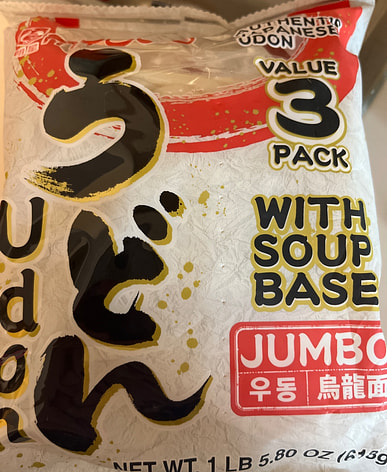 AUTHENTIC
JAPANESE
UDON
VALUE
3
PACK
うどん
udon
WITH
SOUP
BASE
JUMBO
우동 烏龍面
NET WT. 1 LB 5.80 OZ